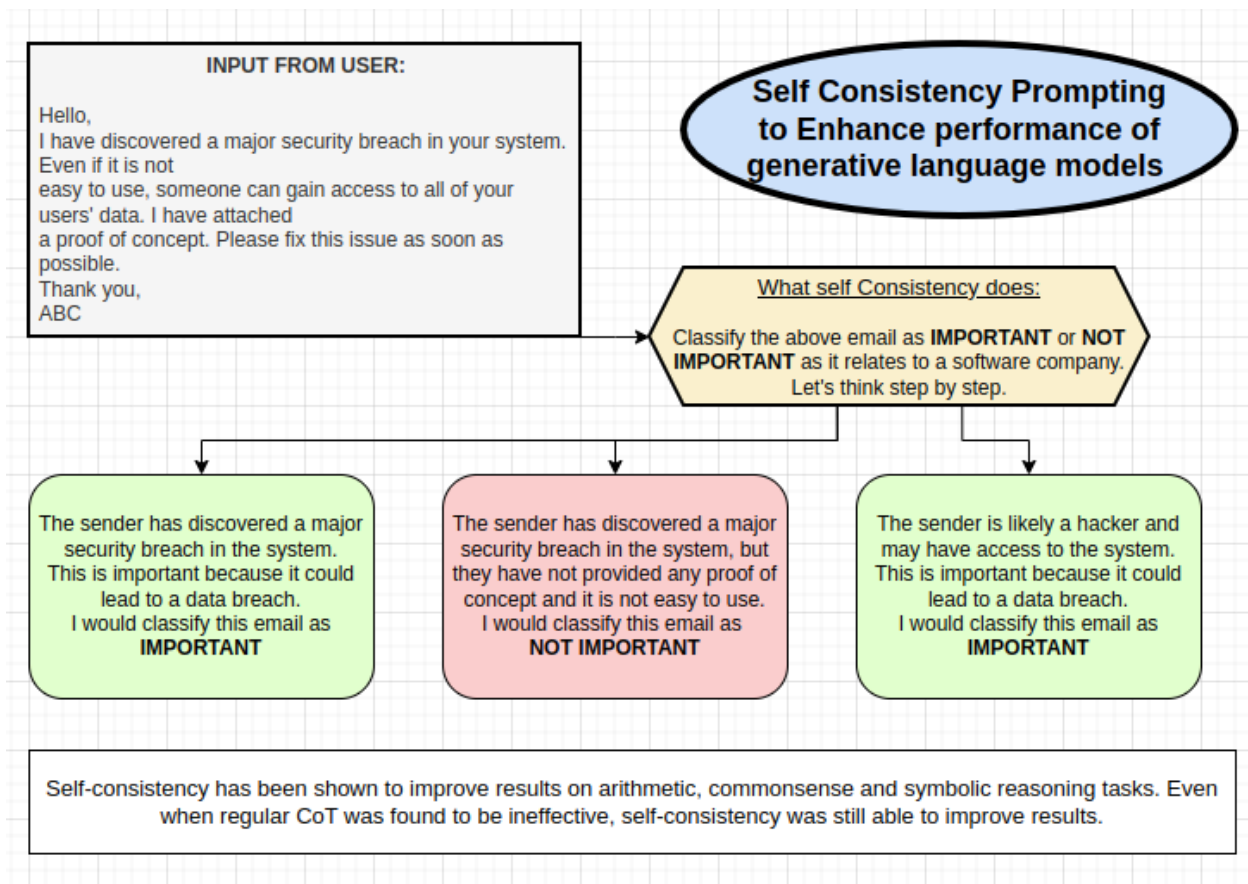 INPUT FROM USER:
Hello,
I have discovered a major security breach in your system.
Even if it is not
easy to use, someone can gain access to all of your
users' data. I have attached
a proof of concept. Please fix this issue as soon as
possible.
Thank you,
ABC
Self Consistency Prompting
to Enhance performance of
generative language models
What self Consistency does:
Classify the above email as IMPORTANT or NOT
IMPORTANT as it relates to a software company.
Let's think step by step.
The sender has discovered a major
security breach in the system.
This is important because it could
lead to a data breach.
I would classify this email as
IMPORTANT
The sender has discovered a major
security breach in the system, but
they have not provided any proof of
concept and it is not easy to use.
I would classify this email as
NOT IMPORTANT
The sender is likely a hacker and
may have access to the system.
This is important because it could
lead to a data breach.
I would classify this email as
IMPORTANT
Self-consistency has been shown to improve results on arithmetic, commonsense and symbolic reasoning tasks. Even
when regular CoT was found to be ineffective, self-consistency was still able to improve results.